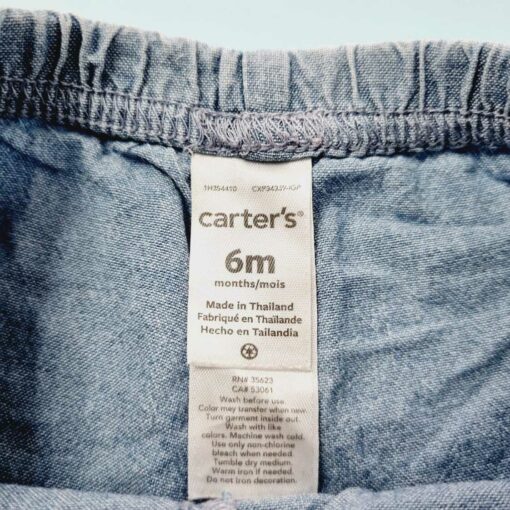 1H354410
carter's®
6m
months/mois
Made in Thailand
Fabriqué en Thaïlande
Hecho en Tailandia
RN# 35623
CA# 53061
Wash before use.
Color may transfer when new.
Turn garment inside out.
Wash with like
colors. Machine wash cold.
Use only non-chlorine
bleach when needed.
Tumble dry medium.
Warm iron if needed.
Do not iron decoration.